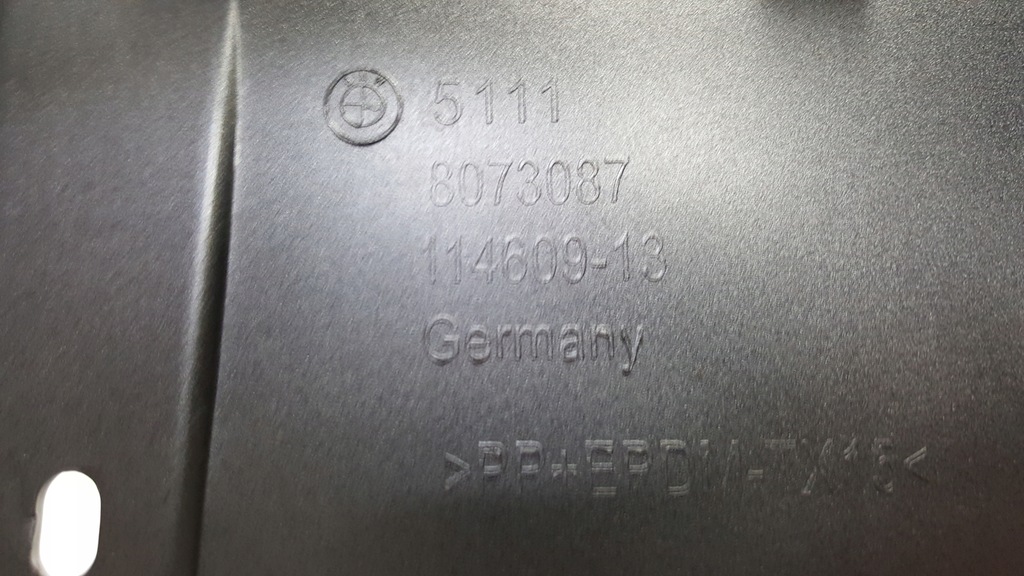 5111
8073087
114609-13
Germany
>PP+EPDM-TX15<